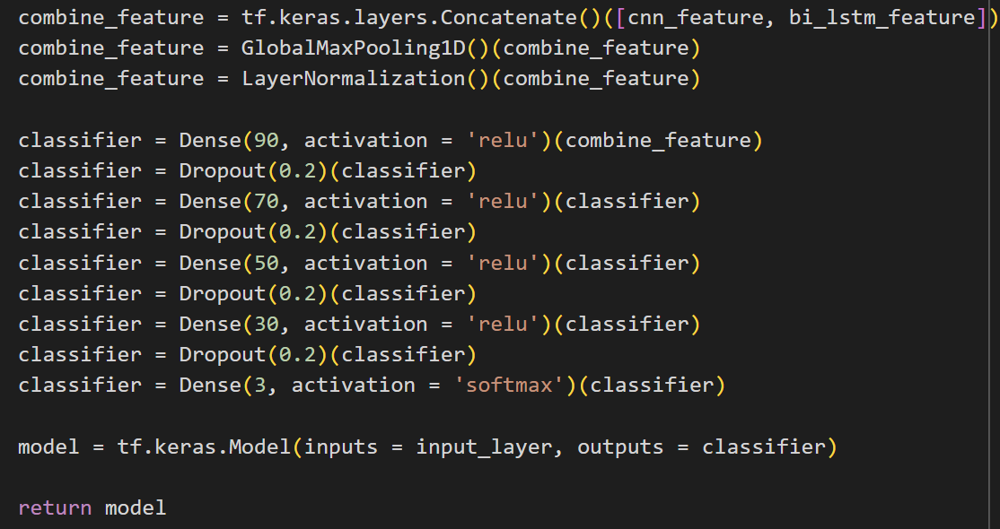 combine_feature = tf.keras.layers.Concatenate()([cnn_feature, bi_lstm_feature])
combine_feature = GlobalMaxPooling1D()(combine_feature)
combine_feature = LayerNormalization()(combine_feature)
classifier = Dense(90, activation = 'relu')(combine_feature)
classifier = Dropout(0.2)(classifier)
classifier = Dense(70, activation = 'relu')(classifier)
classifier = Dropout(0.2)(classifier)
classifier = Dense(50, activation = 'relu')(classifier)
classifier = Dropout(0.2)(classifier)
classifier = Dense(30, activation = 'relu')(classifier)
classifier = Dropout(0.2)(classifier)
classifier = Dense(3, activation = 'softmax')(classifier)
model = tf.keras.Model(inputs = input_layer, outputs = classifier)
return model